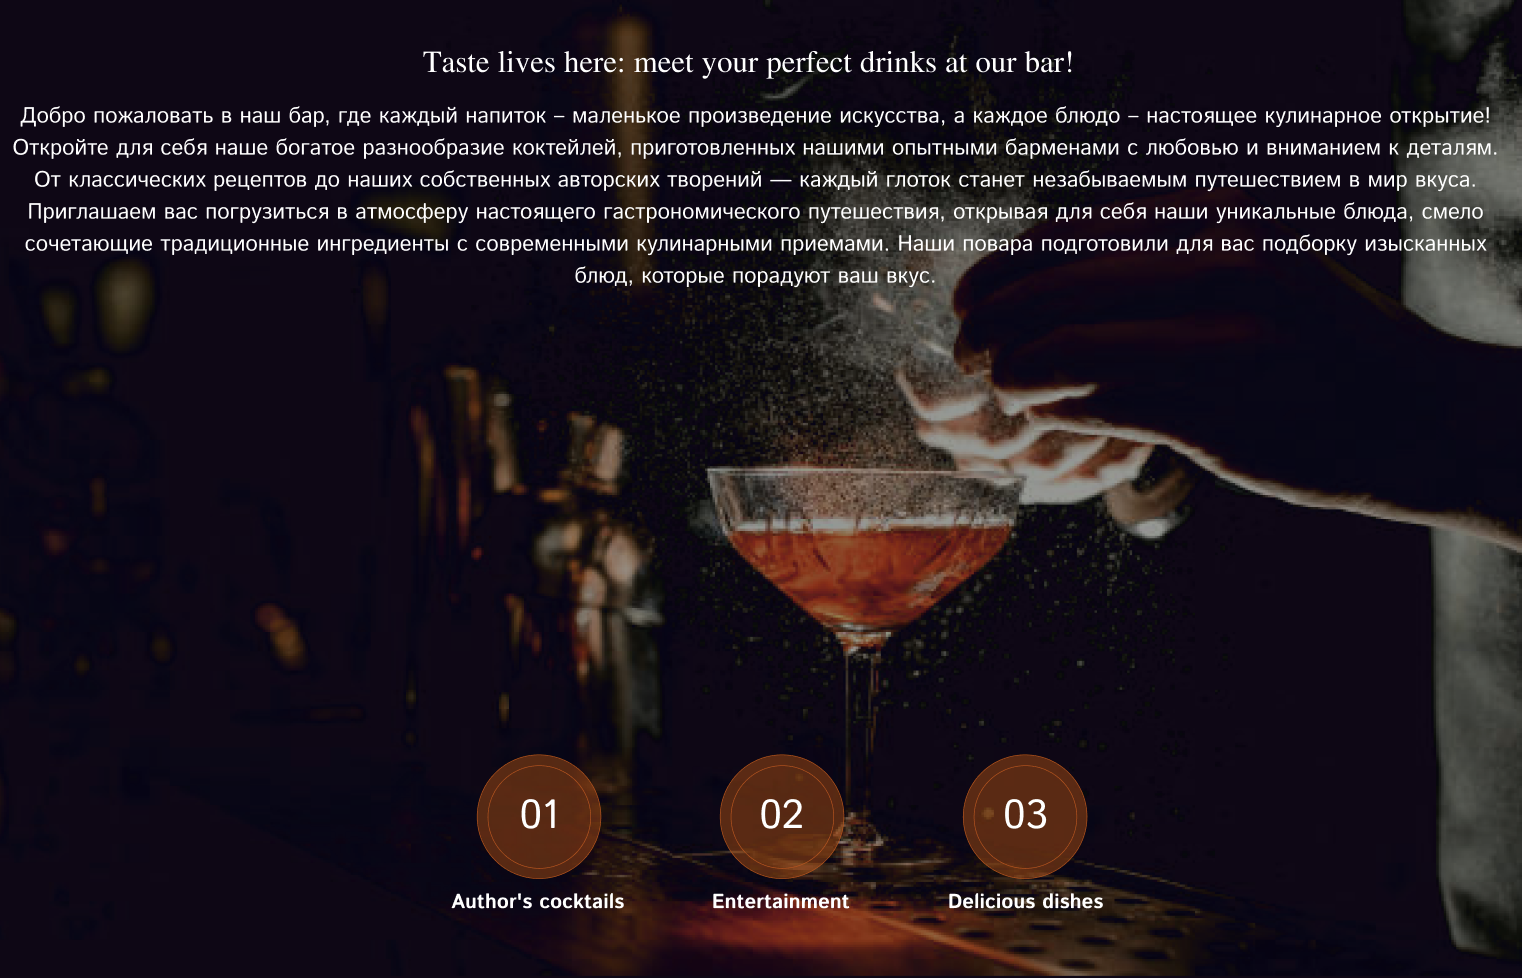 Taste lives here: meet your perfect drinks at our bar!
Добро пожаловать в наш бар, где каждый напиток – маленькое произведение искусства, а каждое блюдо – настоящее кулинарное открытие!
Откройте для себя наше богатое разнообразие коктейлей, приготовленных нашими опытными барменами с любовью и вниманием к деталям.
От классических рецептов до наших собственных авторских творений — каждый глоток станет незабываемым путешествием в мир вкуса.
Приглашаем вас погрузиться в атмосферу настоящего гастрономического путешествия, открывая для себя наши уникальные блюда, смело
сочетающие традиционные ингредиенты с современными кулинарными приемами. Наши повара подготовили для вас подборку изысканных
блюд, которые порадуют ваш вкус.
01 02 03
Author's cocktails Entertainment Delicious dishes